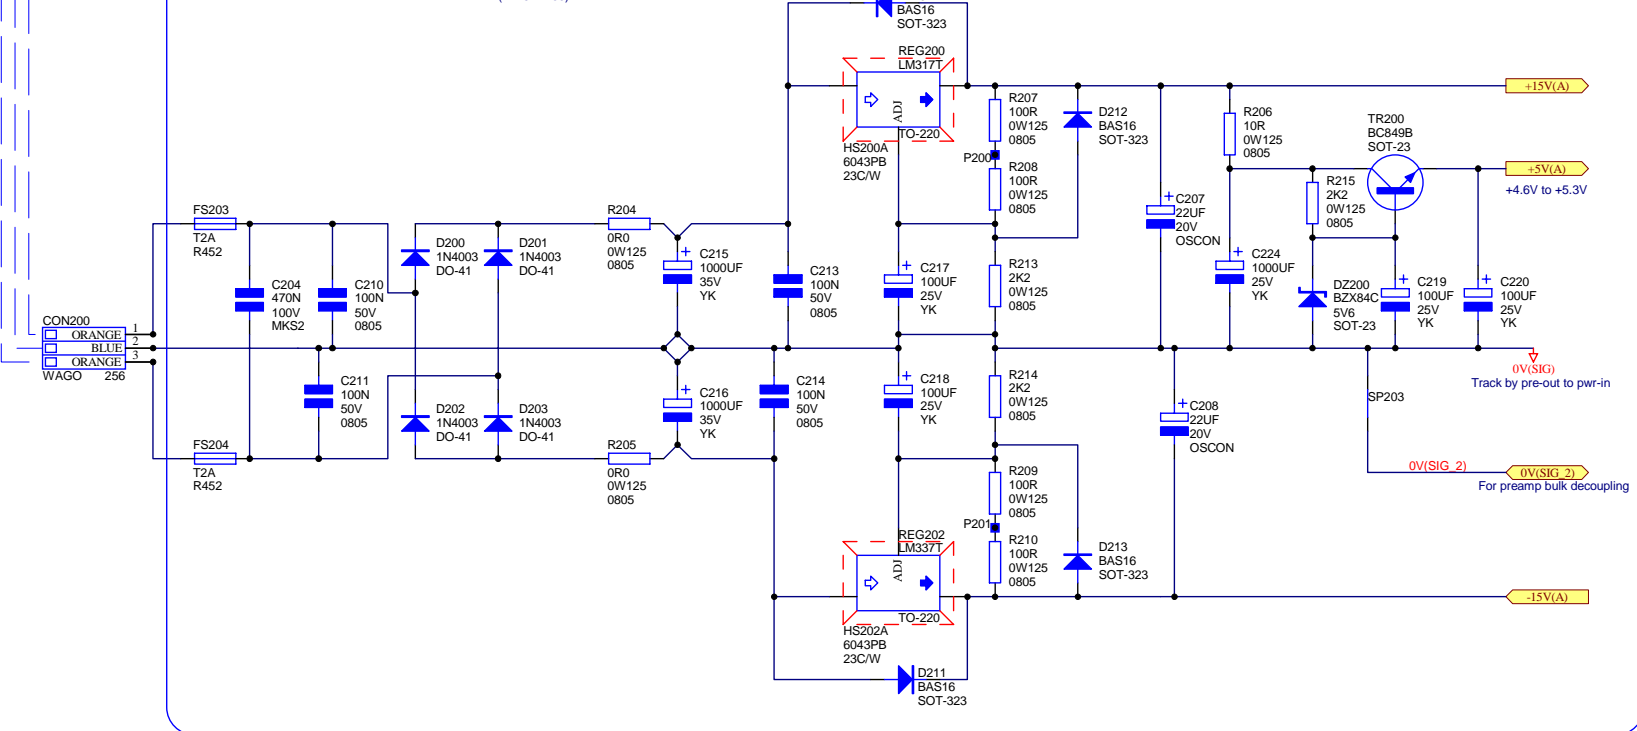 BAS16
SOT-323
REG200
LM317T
ADJ
TO-220
HS200A
6043PB
23C/W
R207
100R
0W125
0805
P200
R208
100R
0W125
0805
D212
BAS16
SOT-323
R206
10R
0W125
0805
TR200
BC849B
SOT-23
+15V(A)
+5V(A)
+4.6V to +5.3V
R215
2K2
0W125
0805
C207
22UF
20V
OSCON
FS203
T2A
R452
R204
0R0
0W125
0805
D200
1N4003
DO-41
D201
1N4003
DO-41
C215
1000UF
35V
YK
C213
100N
50V
0805
C217
100UF
25V
YK
R213
2K2
0W125
0805
C224
1000UF
25V
YK
DZ200
BZX84C
5V6
SOT-23
C219
100UF
25V
YK
C220
100UF
25V
YK
C204
470N
100V
MKS2
C210
100N
50V
0805
CON200
ORANGE 1
BLUE 2
ORANGE 3
WAGO 256
0V(SIG)
Track by pre-out to pwr-in
C211
100N
50V
0805
D202
1N4003
DO-41
D203
1N4003
DO-41
C216
1000UF
35V
YK
C214
100N
50V
0805
C218
100UF
25V
YK
R214
2K2
0W125
0805
C208
22UF
20V
OSCON
SP203
FS204
T2A
R452
R205
0R0
0W125
0805
R209
100R
0W125
0805
P201
R210
100R
0W125
0805
0V(SIG_2)
0V(SIG_2)
For preamp bulk decoupling
REG202
LM337T
ADJ
TO-220
HS202A
6043PB
23C/W
D213
BAS16
SOT-323
-15V(A)
D211
BAS16
SOT-323